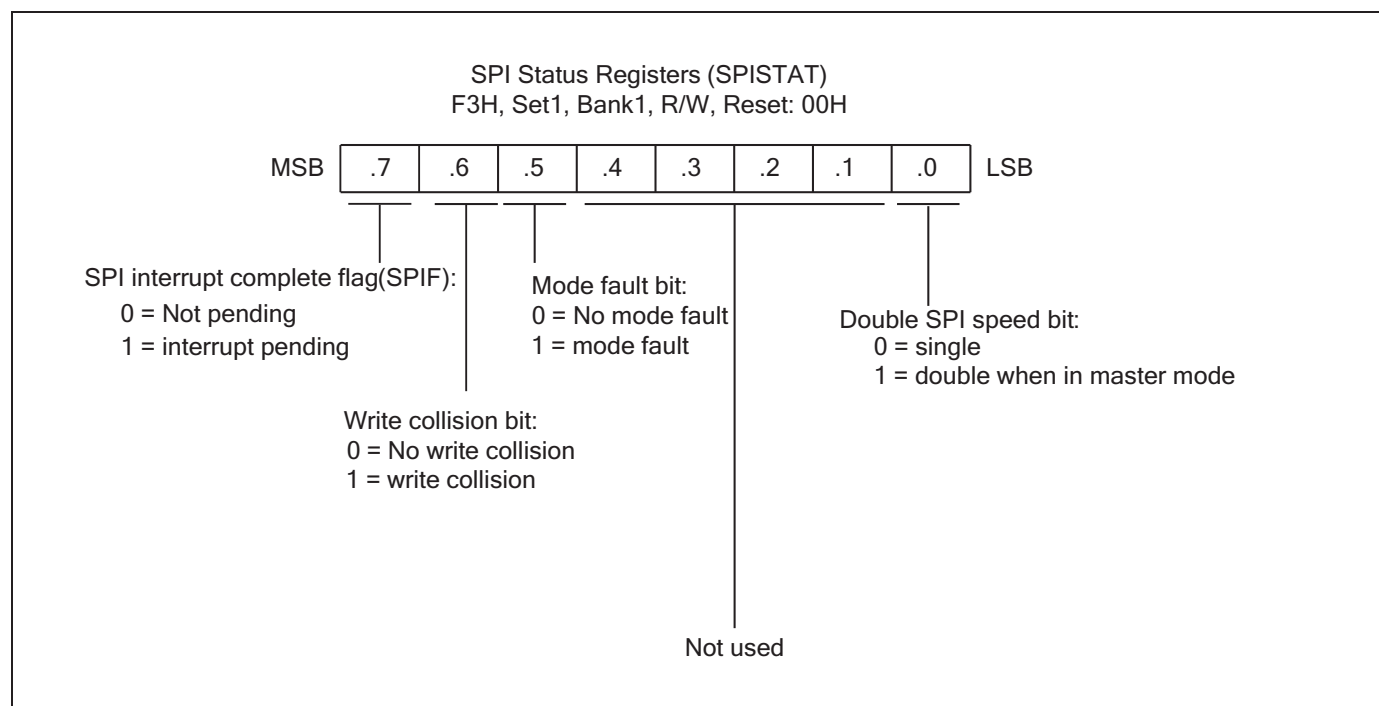 SPI Status Registers (SPISTAT)
F3H, Set1, Bank1, R/W, Reset: 00H
MSB .7 .6 .5 .4 .3 .2 .1 .0 LSB
SPI interrupt complete flag(SPIF):
0 = Not pending
1 = interrupt pending
Mode fault bit:
0 = No mode fault
1 = mode fault
Double SPI speed bit:
0 = single
1 = double when in master mode
Write collision bit:
0 = No write collision
1 = write collision
Not used